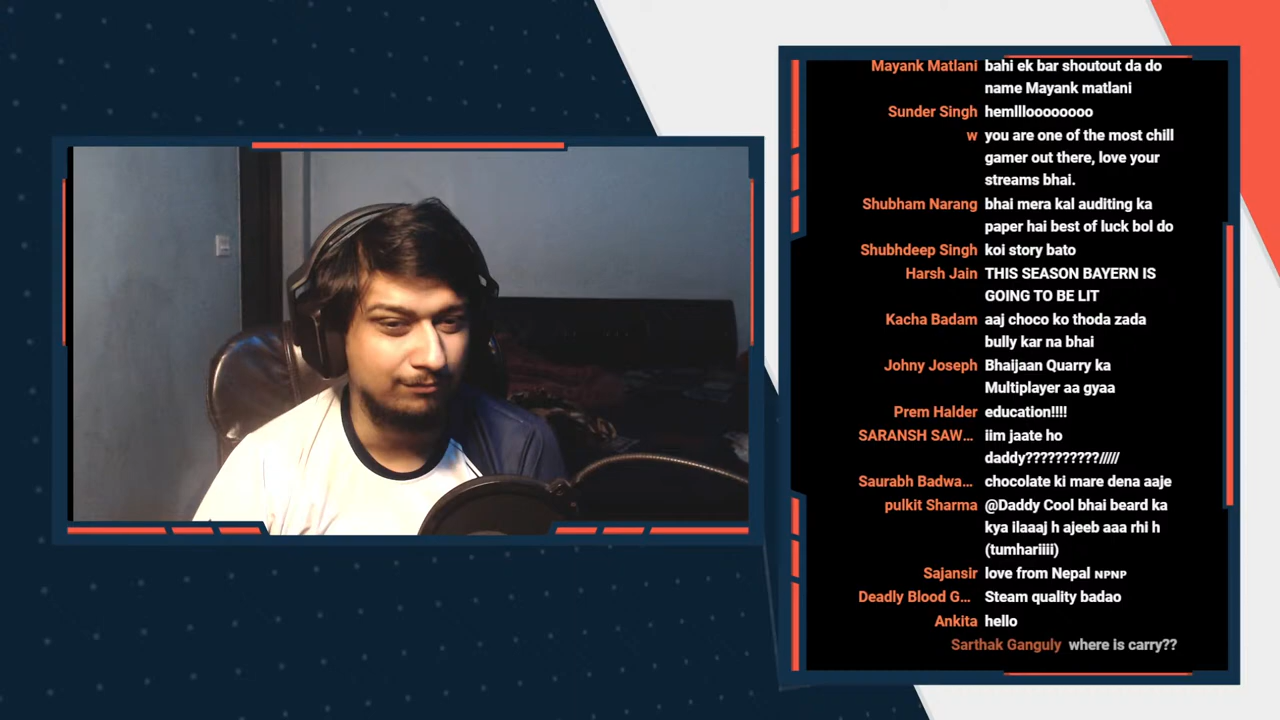 Mayank Matlani bahi ek bar shoutout da do
name Mayank matlani
Sunder Singh hemllloooooooo
w you are one of the most chill
gamer out there, love your
streams bhai.
Shubham Narang bhai mera kal auditing ka
paper hai best of luck bol do
Shubhdeep Singh koi story bato
Harsh Jain THIS SEASON BAYERN IS
GOING TO BE LIT
Kacha Badam aaj choco ko thoda zada
bully kar na bhai
Johny Joseph Bhaijaan Quarry ka
Multiplayer aa gyaa
Prem Halder education!!!!
SARANSH SAW... iim jaate ho
daddy??????????/////
Saurabh Badwa... chocolate ki mare dena aaje
pulkit Sharma @Daddy Cool bhai beard ka
kya ilaaaj h ajeeb aaa rhi h
(tumhariiii)
Sajansir love from Nepal NPNP
Deadly Blood G... Steam quality badao
Ankita hello
Sarthak Ganguly where is carry??